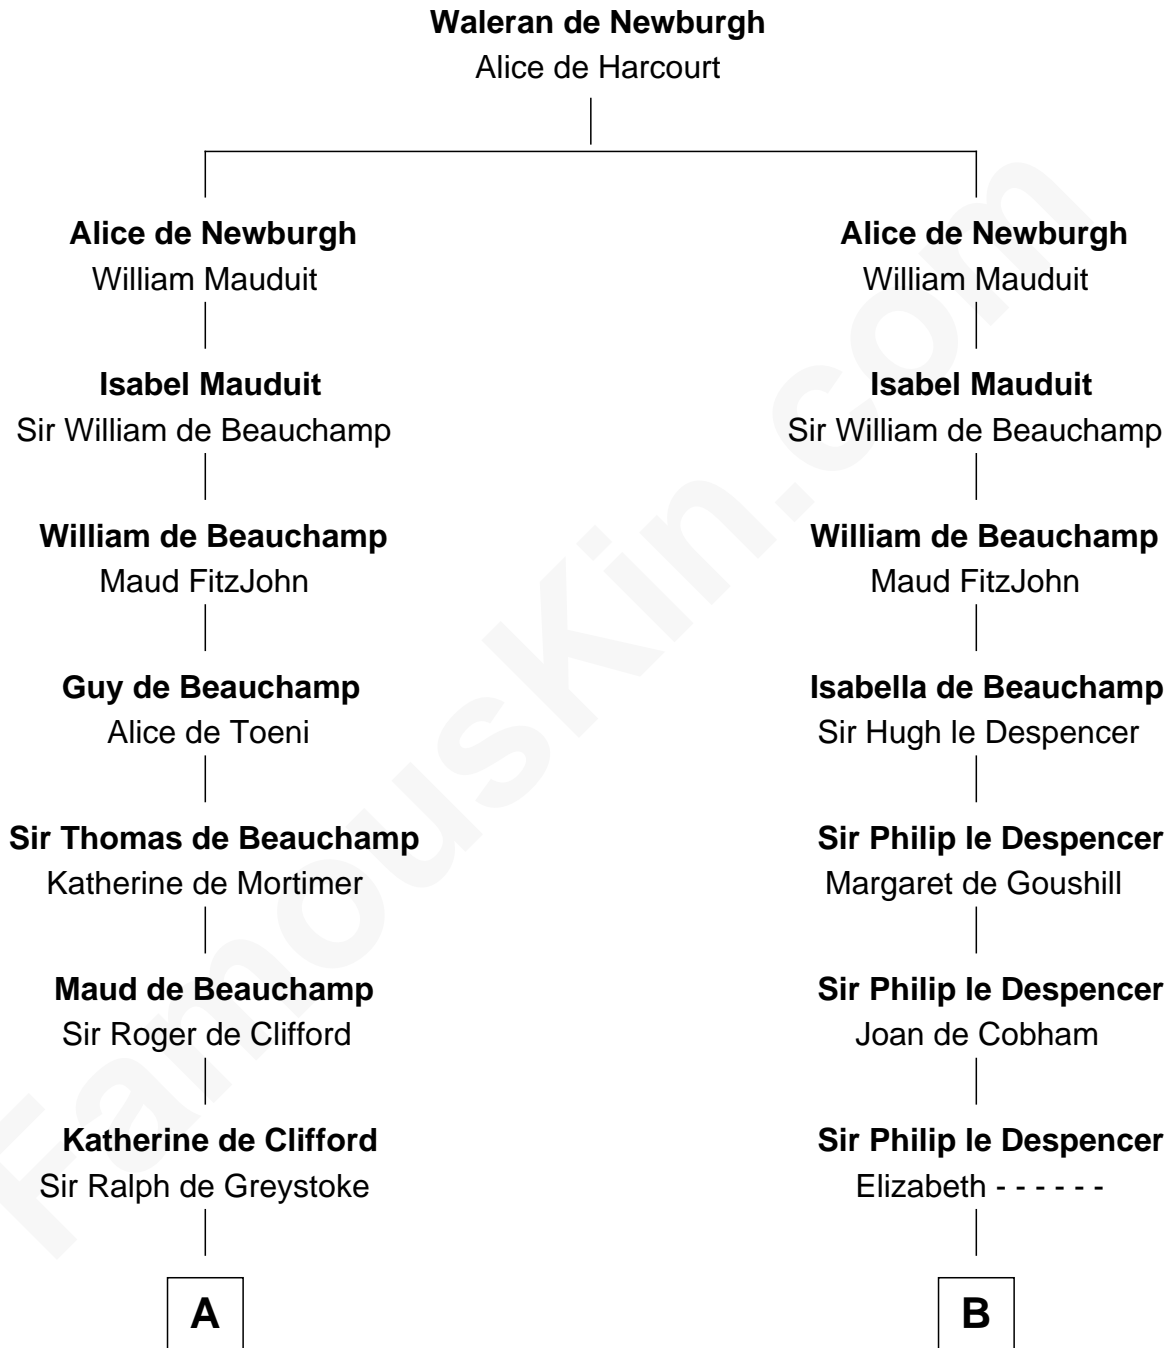 Waleran de Newburgh
Alice de Harcourt
Alice de Newburgh
William Mauduit
Alice de Newburgh
William Mauduit
Isabel Mauduit
Sir William de Beauchamp
Isabel Mauduit
Sir William de Beauchamp
William de Beauchamp
Maud FitzJohn
William de Beauchamp
Maud FitzJohn
Guy de Beauchamp
Alice de Toeni
Isabella de Beauchamp
Sir Hugh le Despencer
Sir Thomas de Beauchamp
Katherine de Mortimer
Sir Philip le Despencer
Margaret de Goushill
Maud de Beauchamp
Sir Roger de Clifford
Sir Philip le Despencer
Joan de Cobham
Katherine de Clifford
Sir Ralph de Greystoke
Sir Philip le Despencer
Elizabeth - - - - - -
A
B
FamousKin.com